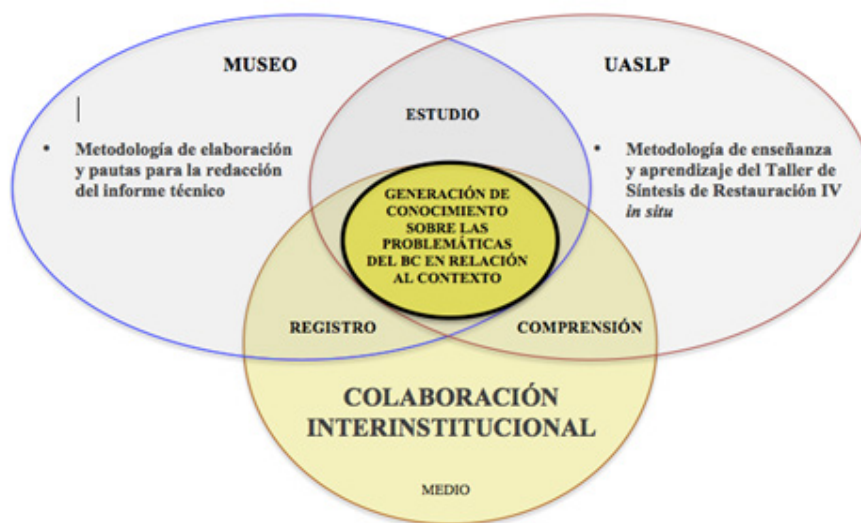 MUSEO
UASLP
ESTUDIO
• Metodología de elaboración
y pautas para la redacción
del informe técnico
• Metodología de enseñanza
y aprendizaje del Taller de
Síntesis de Restauración IV
in situ
GENERACIÓN DE
CONOCIMIENTO
SOBRE LAS
PROBLEMÁTICAS
DEL BC EN RELACIÓN
AL CONTEXTO
REGISTRO
COMPRENSIÓN
COLABORACIÓN
INTERINSTITUCIONAL
MEDIO